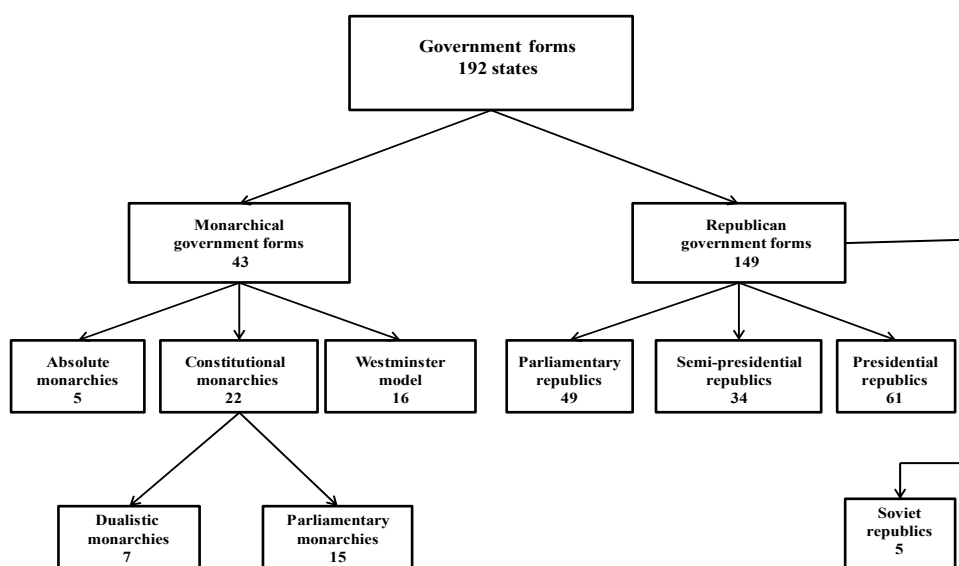 Government forms
192 states
Monarchical
government forms
43
Republican
government forms
149
Absolute
monarchies
5
Constitutional
monarchies
22
Westminster
model
16
Parliamentary
republics
49
Semi-presidential
republics
34
Presidential
republics
61
Dualistic
monarchies
7
Parliamentary
monarchies
15
Soviet
republics
5